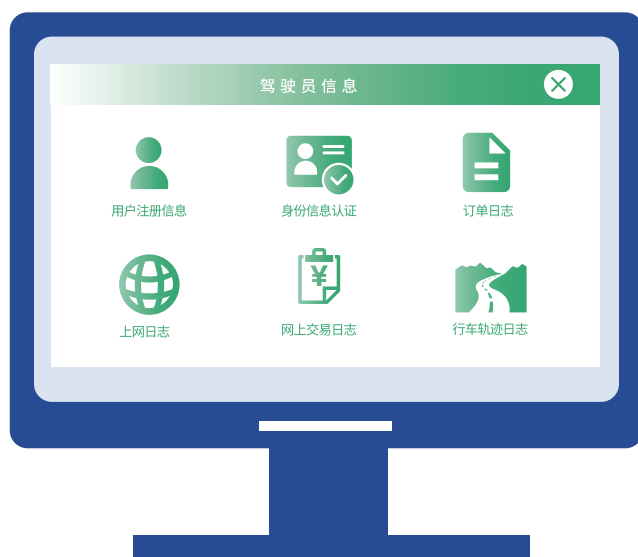 驾驶员信息
用户注册信息
身份信息认证
订单日志
¥
上网日志
网上交易日志
行车轨迹日志